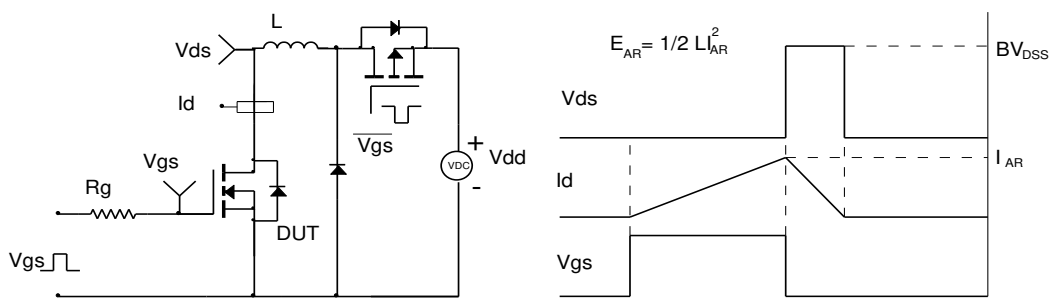 L
Vds
Id
Vgs
Vgs
+
VDC
Vdd
-
Rg
DUT
Vgs
E_AR = 1/2 LI²_AR
BV_DSS
Vds
I_AR
Id
Vgs